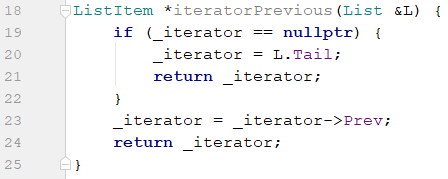 18 ListItem *iteratorPrevious(List &L) {
19     if (_iterator == nullptr) {
20         _iterator = L.Tail;
21         return _iterator;
22     }
23     _iterator = _iterator->Prev;
24     return _iterator;
25 }